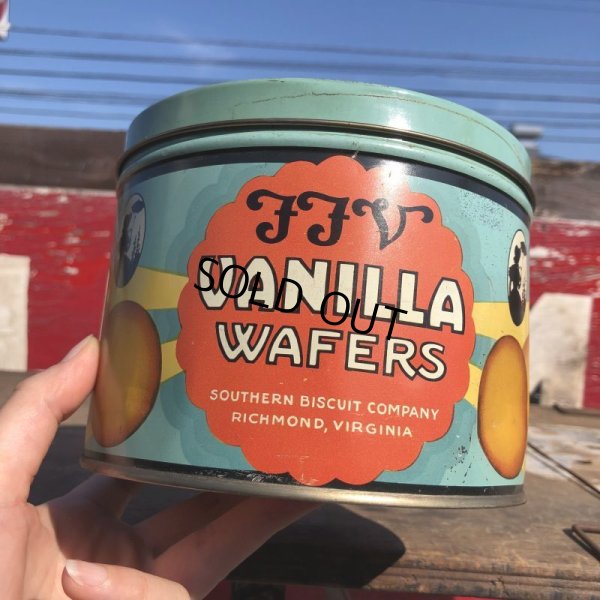 FFV
VANILLA
WAFERS
SOLD OUT
SOUTHERN BISCUIT COMPANY
RICHMOND, VIRGINIA